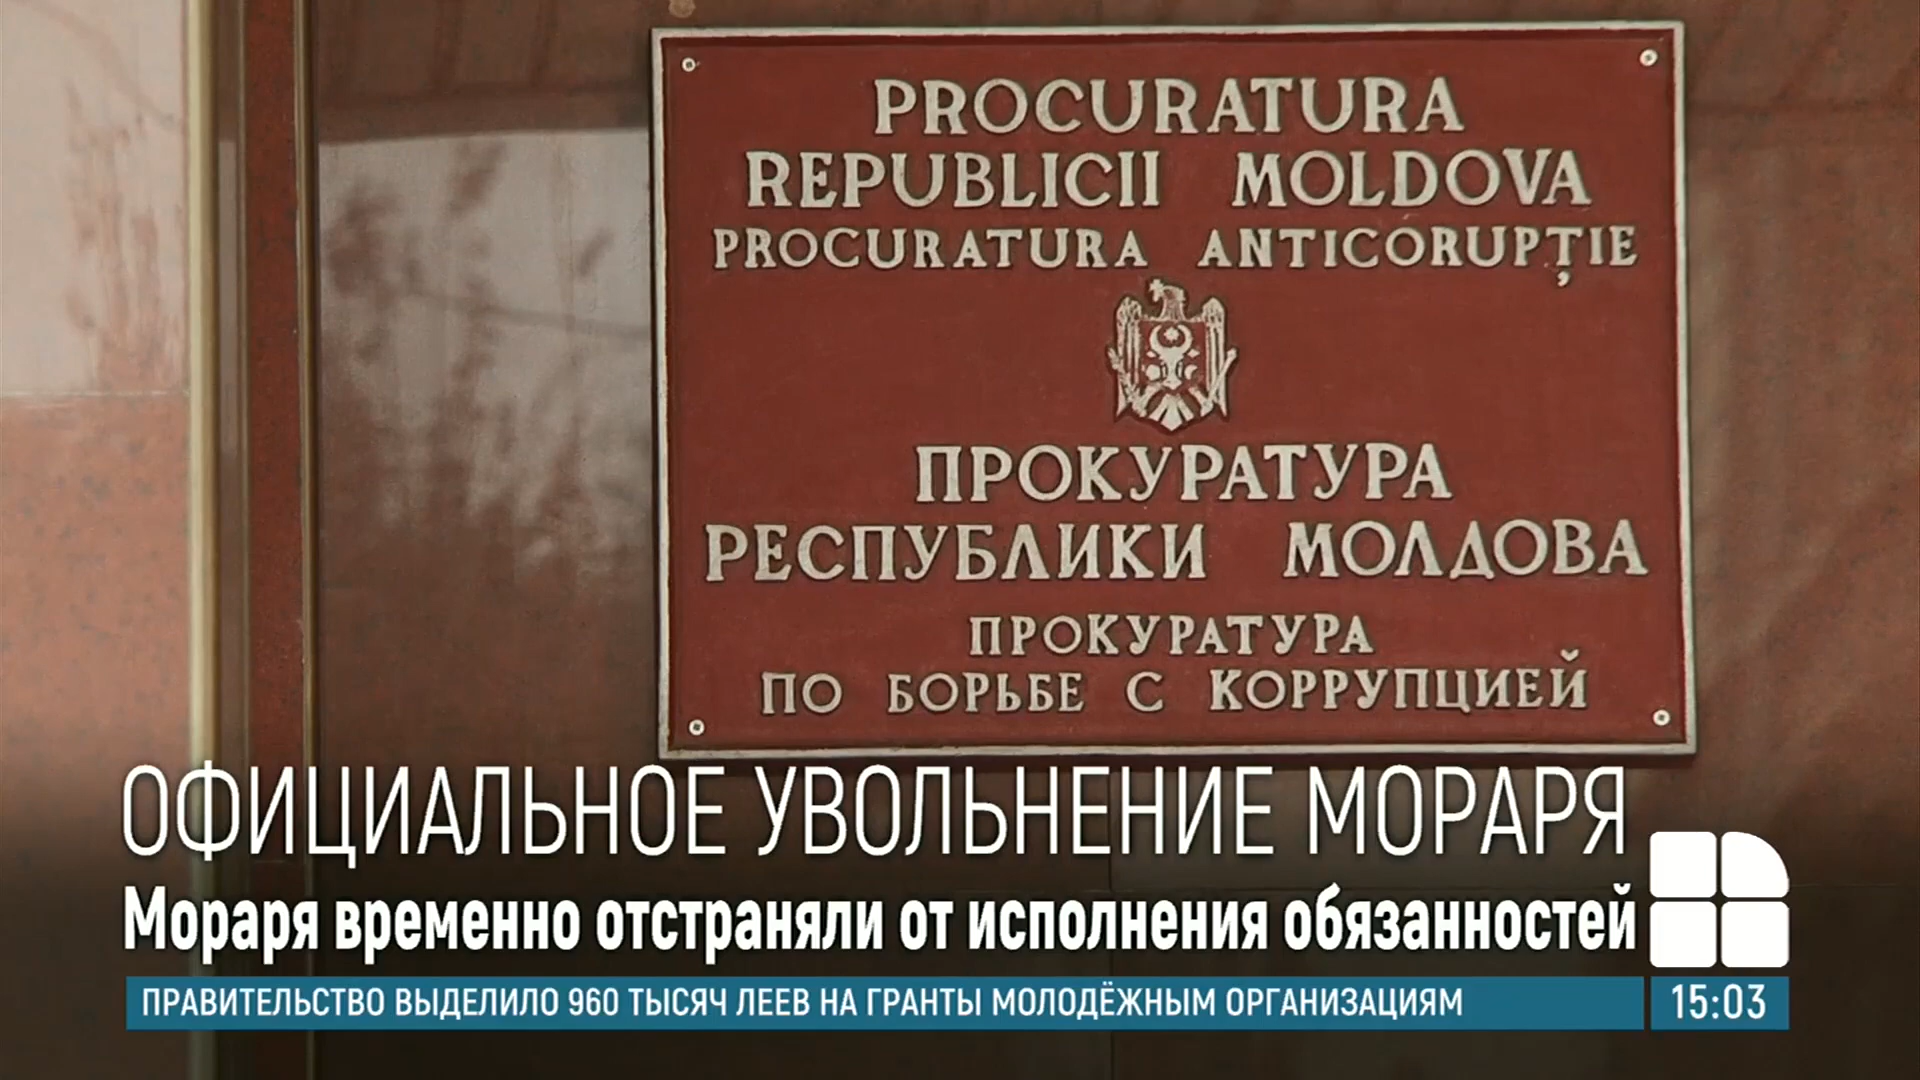 PROCURATURA
REPUBLICII MOLDOVA
PROCURATURA ANTICORUPȚIE
ПРОКУРАТУРА
РЕСПУБЛИКИ МОЛДОВА
ПРОКУРАТУРА
ПО БОРЬБЕ С КОРРУПЦИЕЙ
ОФИЦИАЛЬНОЕ УВОЛЬНЕНИЕ МОРАРЯ
Мораря временно отстраняли от исполнения обязанностей
ПРАВИТЕЛЬСТВО ВЫДЕЛИЛО 960 ТЫСЯЧ ЛЕЕВ НА ГРАНТЫ МОЛОДЁЖНЫМ ОРГАНИЗАЦИЯМ
15:03